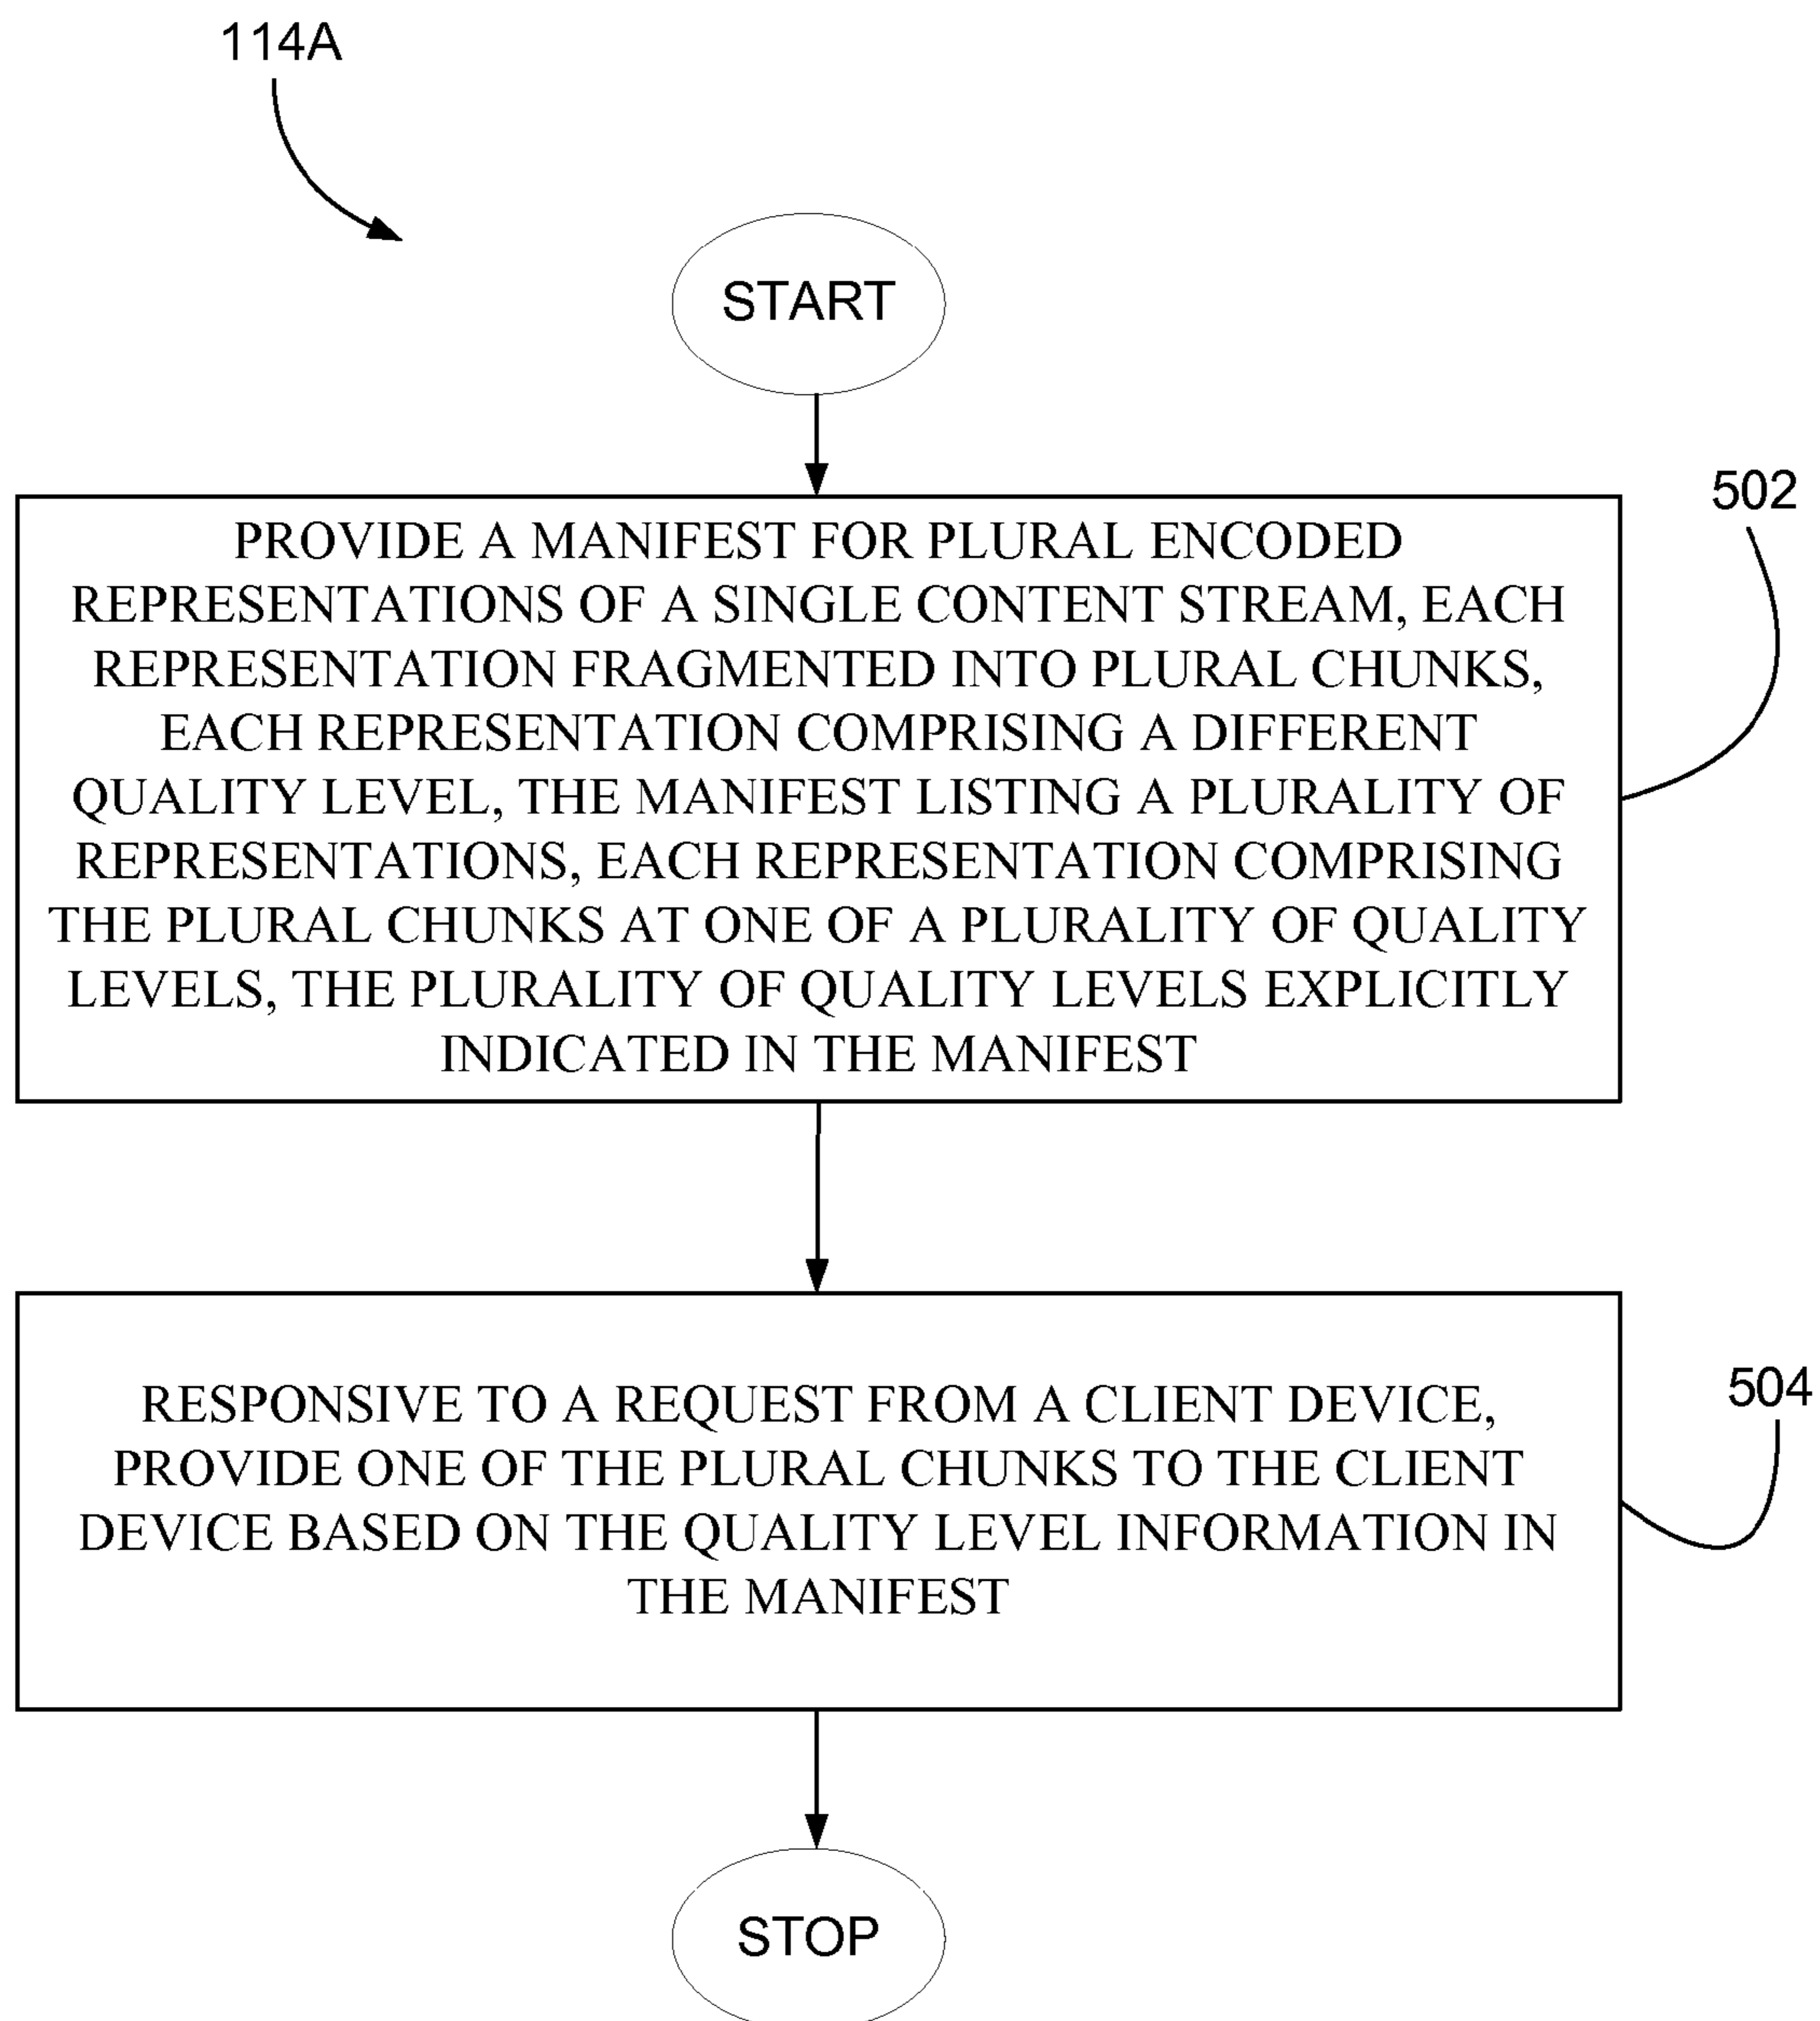 114A
START
502
PROVIDE A MANIFEST FOR PLURAL ENCODED
REPRESENTATIONS OF A SINGLE CONTENT STREAM, EACH
REPRESENTATION FRAGMENTED INTO PLURAL CHUNKS,
EACH REPRESENTATION COMPRISING A DIFFERENT
QUALITY LEVEL, THE MANIFEST LISTING A PLURALITY OF
REPRESENTATIONS, EACH REPRESENTATION COMPRISING
THE PLURAL CHUNKS AT ONE OF A PLURALITY OF QUALITY
LEVELS, THE PLURALITY OF QUALITY LEVELS EXPLICITLY
INDICATED IN THE MANIFEST
504
RESPONSIVE TO A REQUEST FROM A CLIENT DEVICE,
PROVIDE ONE OF THE PLURAL CHUNKS TO THE CLIENT
DEVICE BASED ON THE QUALITY LEVEL INFORMATION IN
THE MANIFEST
STOP